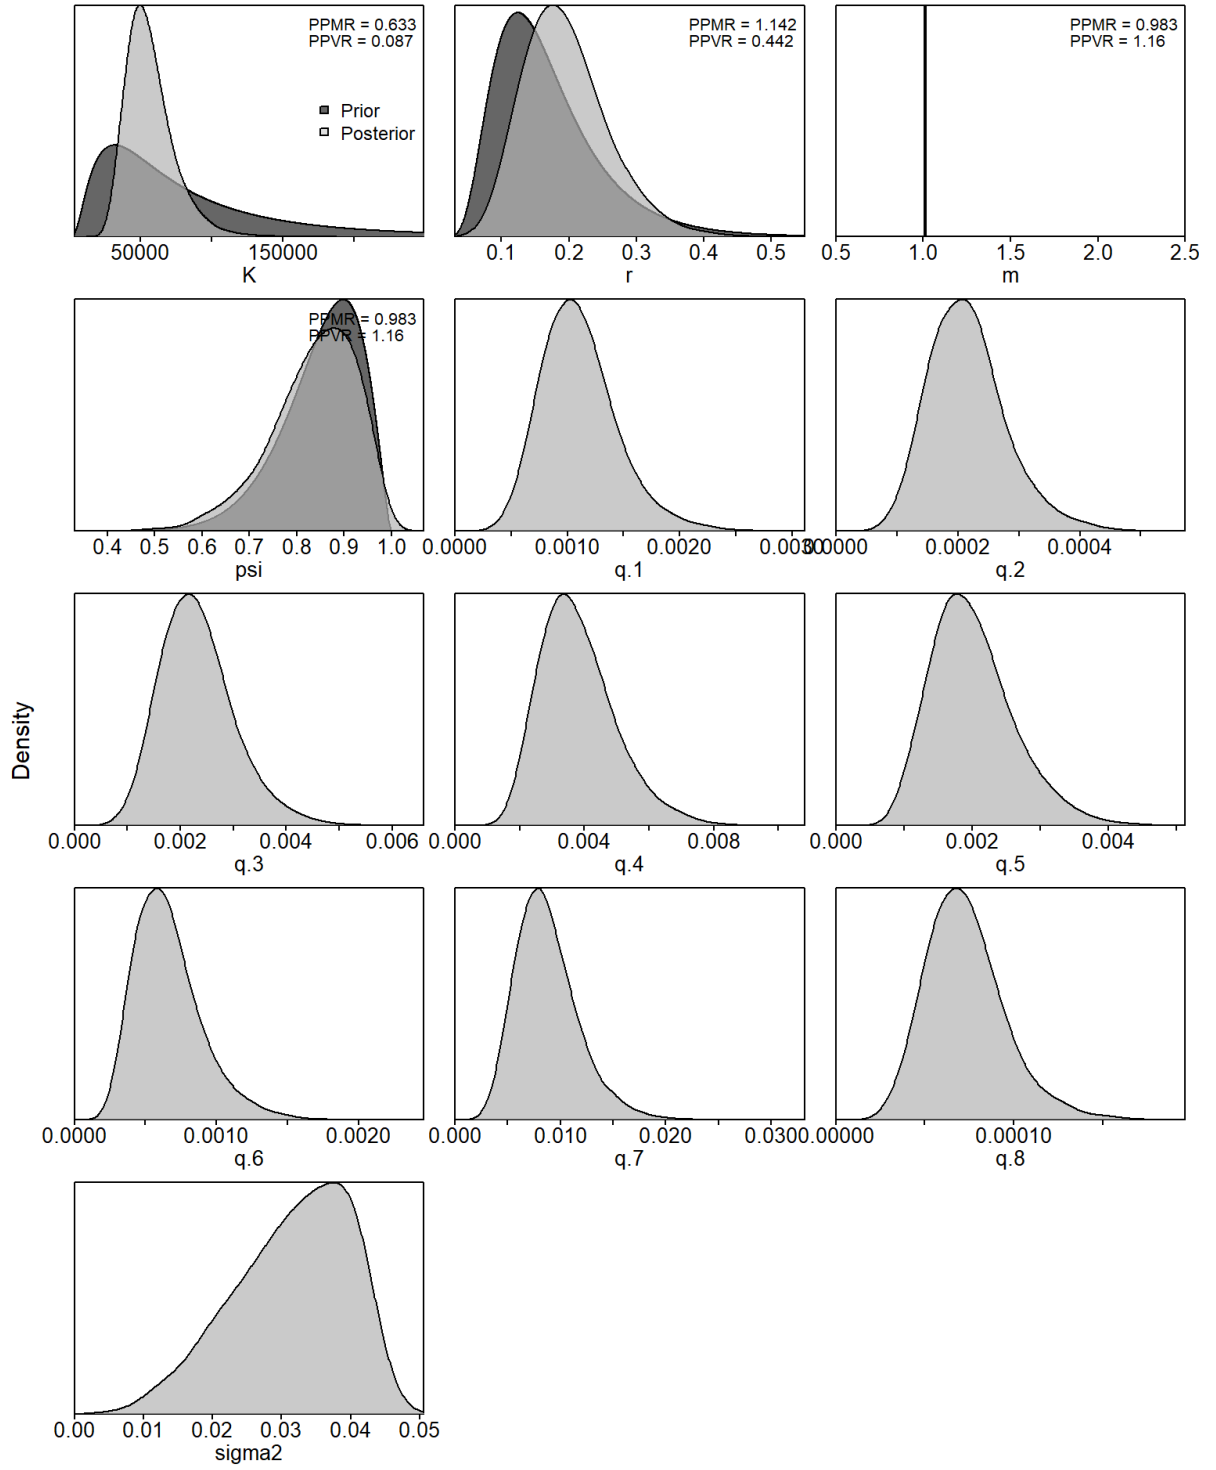 PPMR = 0.633
PPVR = 0.087
Prior
Posterior
50000 150000
K
PPMR = 1.142
PPVR = 0.442
0.1 0.2 0.3 0.4 0.5
r
PPMR = 0.983
PPVR = 1.16
0.5 1.0 1.5 2.0 2.5
m
PPMR = 0.983
PPVR = 1.16
0.4 0.5 0.6 0.7 0.8 0.9 1.0
psi
0.0000 0.0010 0.0020 0.0030
q.1
0.0000 0.0002 0.0004
q.2
Density
0.000 0.002 0.004 0.006
q.3
0.000 0.004 0.008
q.4
0.000 0.002 0.004
q.5
0.0000 0.0010 0.0020
q.6
0.000 0.010 0.020 0.030
q.7
0.00000 0.00010
q.8
0.00 0.01 0.02 0.03 0.04 0.05
sigma2